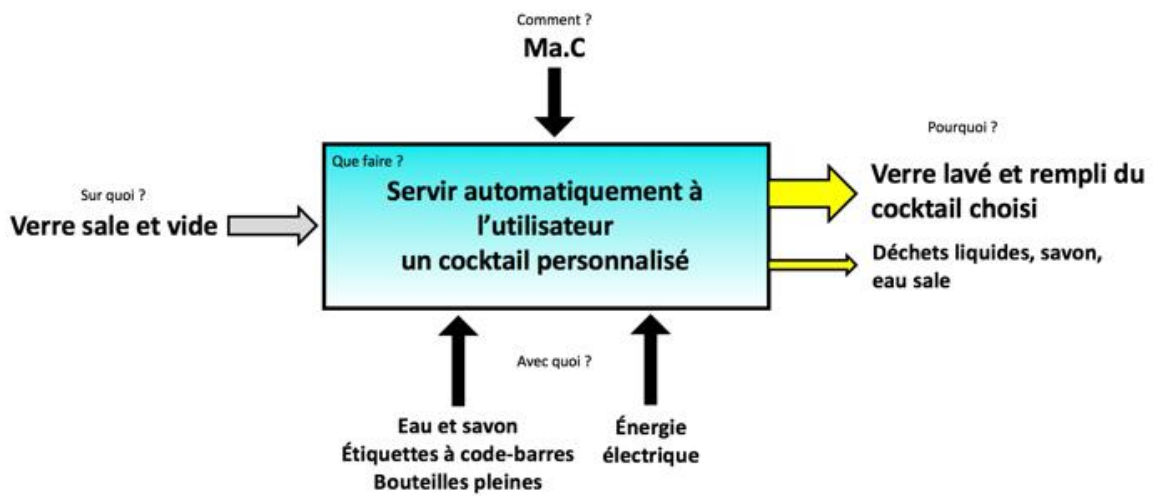 Comment ?
Ma.C
Pourquoi ?
Que faire ?
Servir automatiquement à
l'utilisateur
un cocktail personnalisé
Sur quoi ?
Verre sale et vide
Verre lavé et rempli du
cocktail choisi
Déchets liquides, savon,
eau sale
Avec quoi ?
Eau et savon
Étiquettes à code-barres
Bouteilles pleines
Énergie
électrique